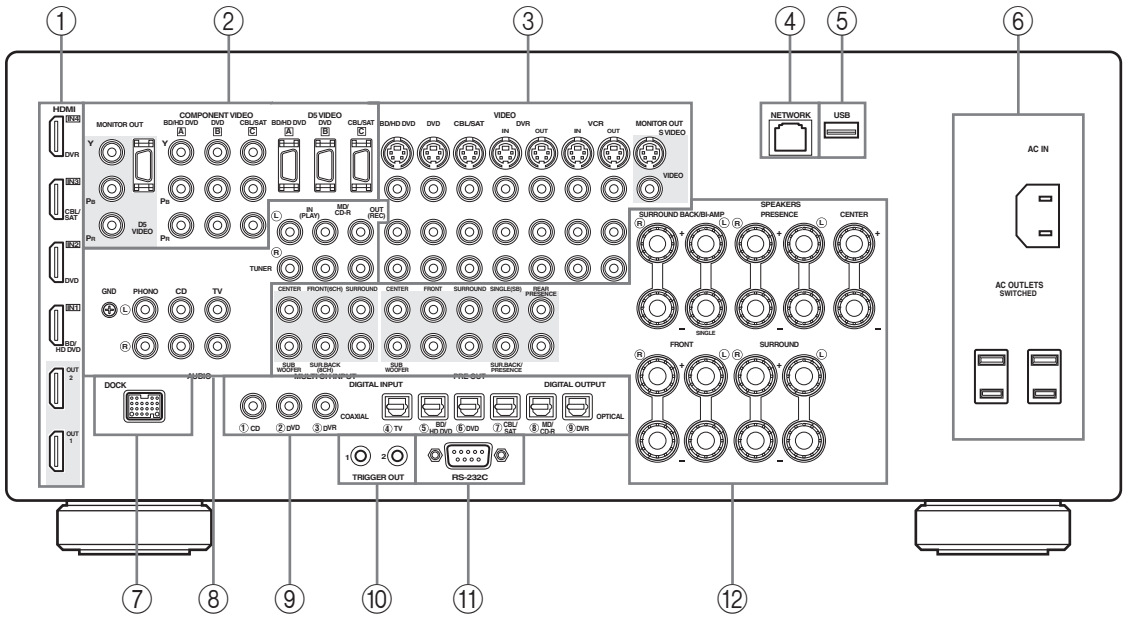 ① ② ③ ④ ⑤ ⑥
HDMI
IN4
DVR
IN3
CBL/
SAT
IN2
DVD
IN1
BD/
HD DVD
OUT
2
OUT
1
MONITOR OUT
Y
PB
PR
D5
VIDEO
COMPONENT VIDEO
BD/HD DVD DVD CBL/SAT
A B C
Y
PB
PR
D5 VIDEO
BD/HD DVD DVD CBL/SAT
A B C
VIDEO
BD/HD DVD DVD CBL/SAT DVR VCR MONITOR OUT
IN OUT IN OUT S VIDEO
VIDEO
NETWORK
USB
AC IN
AC OUTLETS
SWITCHED
IN
(PLAY)
MD/
CD-R
OUT
(REC)
L
R
TUNER
GND PHONO CD TV
L
R
AUDIO
CENTER FRONT(6CH) SURROUND
SUB
WOOFER
SUR.BACK
(8CH)
MULTI CH INPUT
CENTER FRONT SURROUND SINGLE(SB) REAR
PRESENCE
SUB
WOOFER
SUR.BACK/
PRESENCE
PRE OUT
SPEAKERS
SURROUND BACK/BI-AMP PRESENCE CENTER
R + L R L +
– – –
SINGLE
FRONT SURROUND
R + L R + L
– –
DOCK
DIGITAL INPUT DIGITAL OUTPUT
COAXIAL
OPTICAL
① CD ② DVD ③ DVR ④ TV ⑤ BD/
HD DVD ⑥ DVD ⑦ CBL/
SAT ⑧ MD/
CD-R ⑨ DVR
1 2
TRIGGER OUT
RS-232C
⑦ ⑧ ⑨ ⑩ ⑪ ⑫